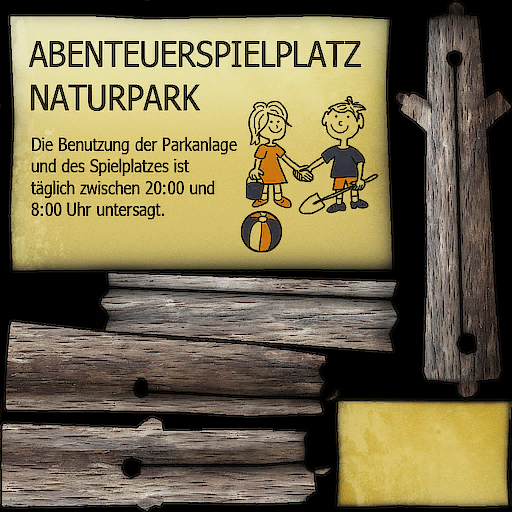 ABENTEUERSPIELPLATZ
NATURPARK
Die Benutzung der Parkanlage
und des Spielplatzes ist
täglich zwischen 20:00 und
8:00 Uhr untersagt.